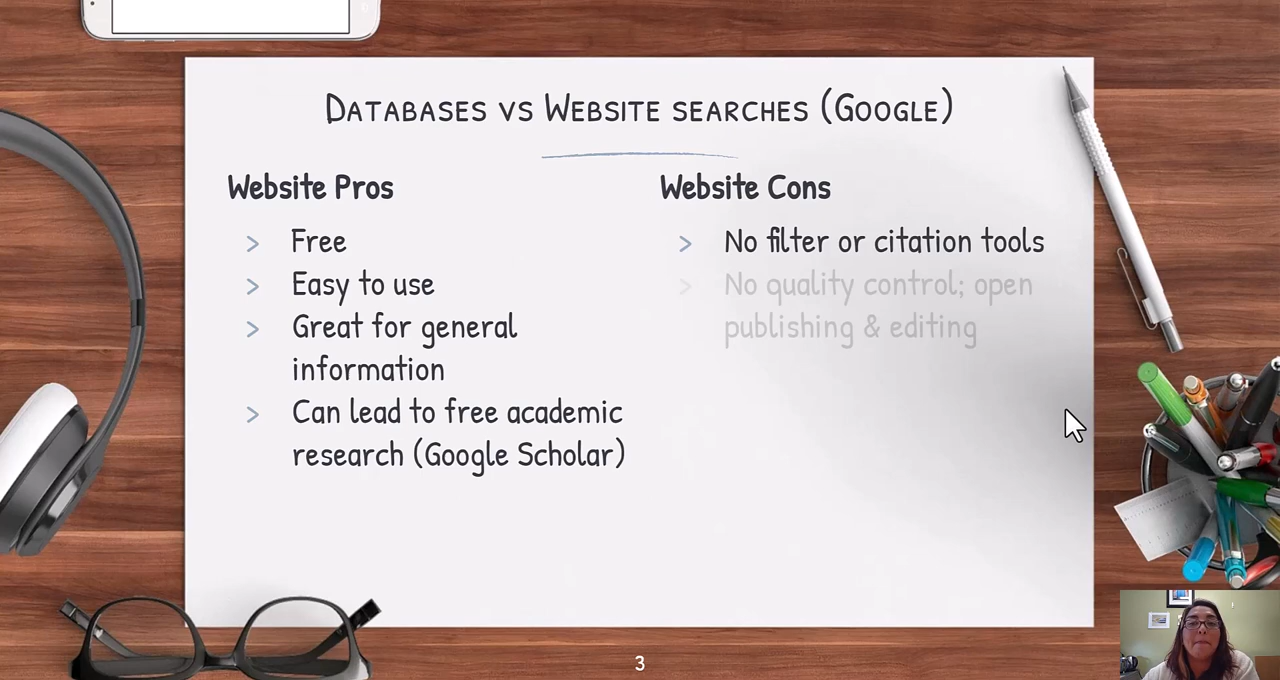 Databases vs Website searches (Google)
Website Pros
> Free
> Easy to use
> Great for general
information
> Can lead to free academic
research (Google Scholar)
Website Cons
> No filter or citation tools
> No quality control; open
publishing & editing
3